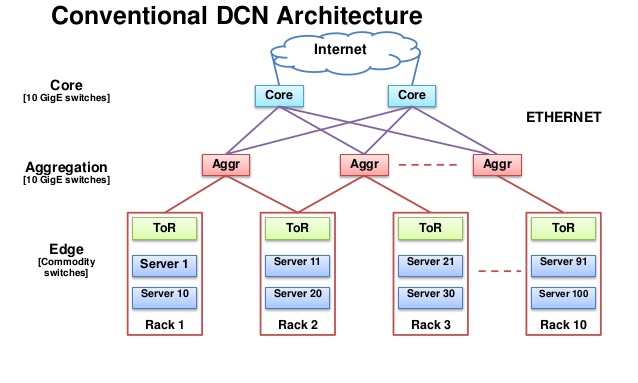 Conventional DCN Architecture
Internet
Core
[10 GigE switches]
Core
Core
ETHERNET
Aggregation
[10 GigE switches]
Aggr
Aggr
Aggr
Edge
[Commodity
switches]
ToR
ToR
ToR
ToR
Server 1
Server 11
Server 21
Server 91
Server 10
Server 20
Server 30
Server 100
Rack 1
Rack 2
Rack 3
Rack 10